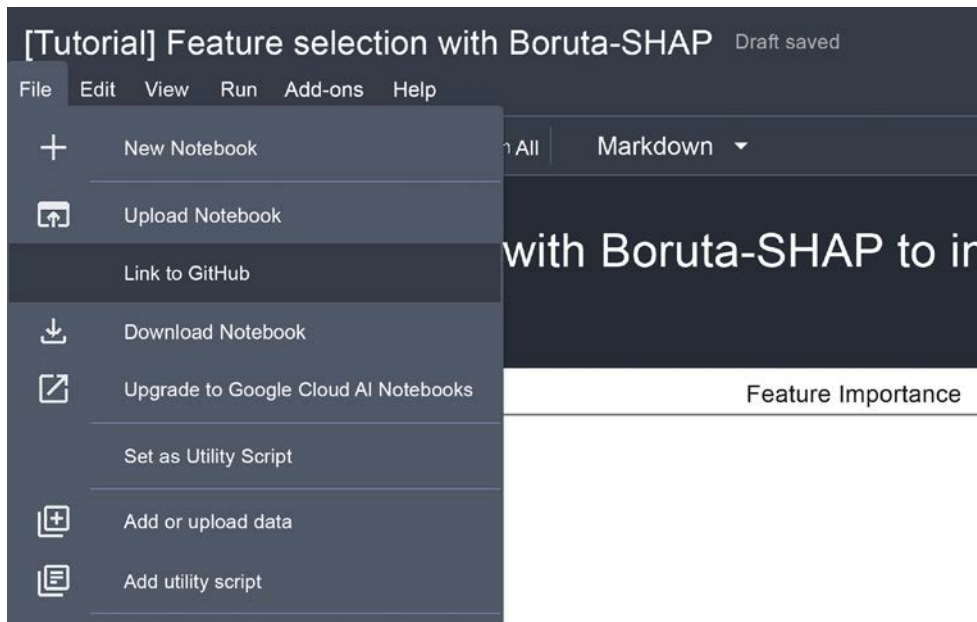 [Tutorial] Feature selection with Boruta-SHAP Draft saved
File Edit View Run Add-ons Help
New Notebook
All Markdown
Upload Notebook
with Boruta-SHAP to
Link to GitHub
Download Notebook
Upgrade to Google Cloud AI Notebooks
Feature Importance
Set as Utility Script
Add or upload data
Add utility script